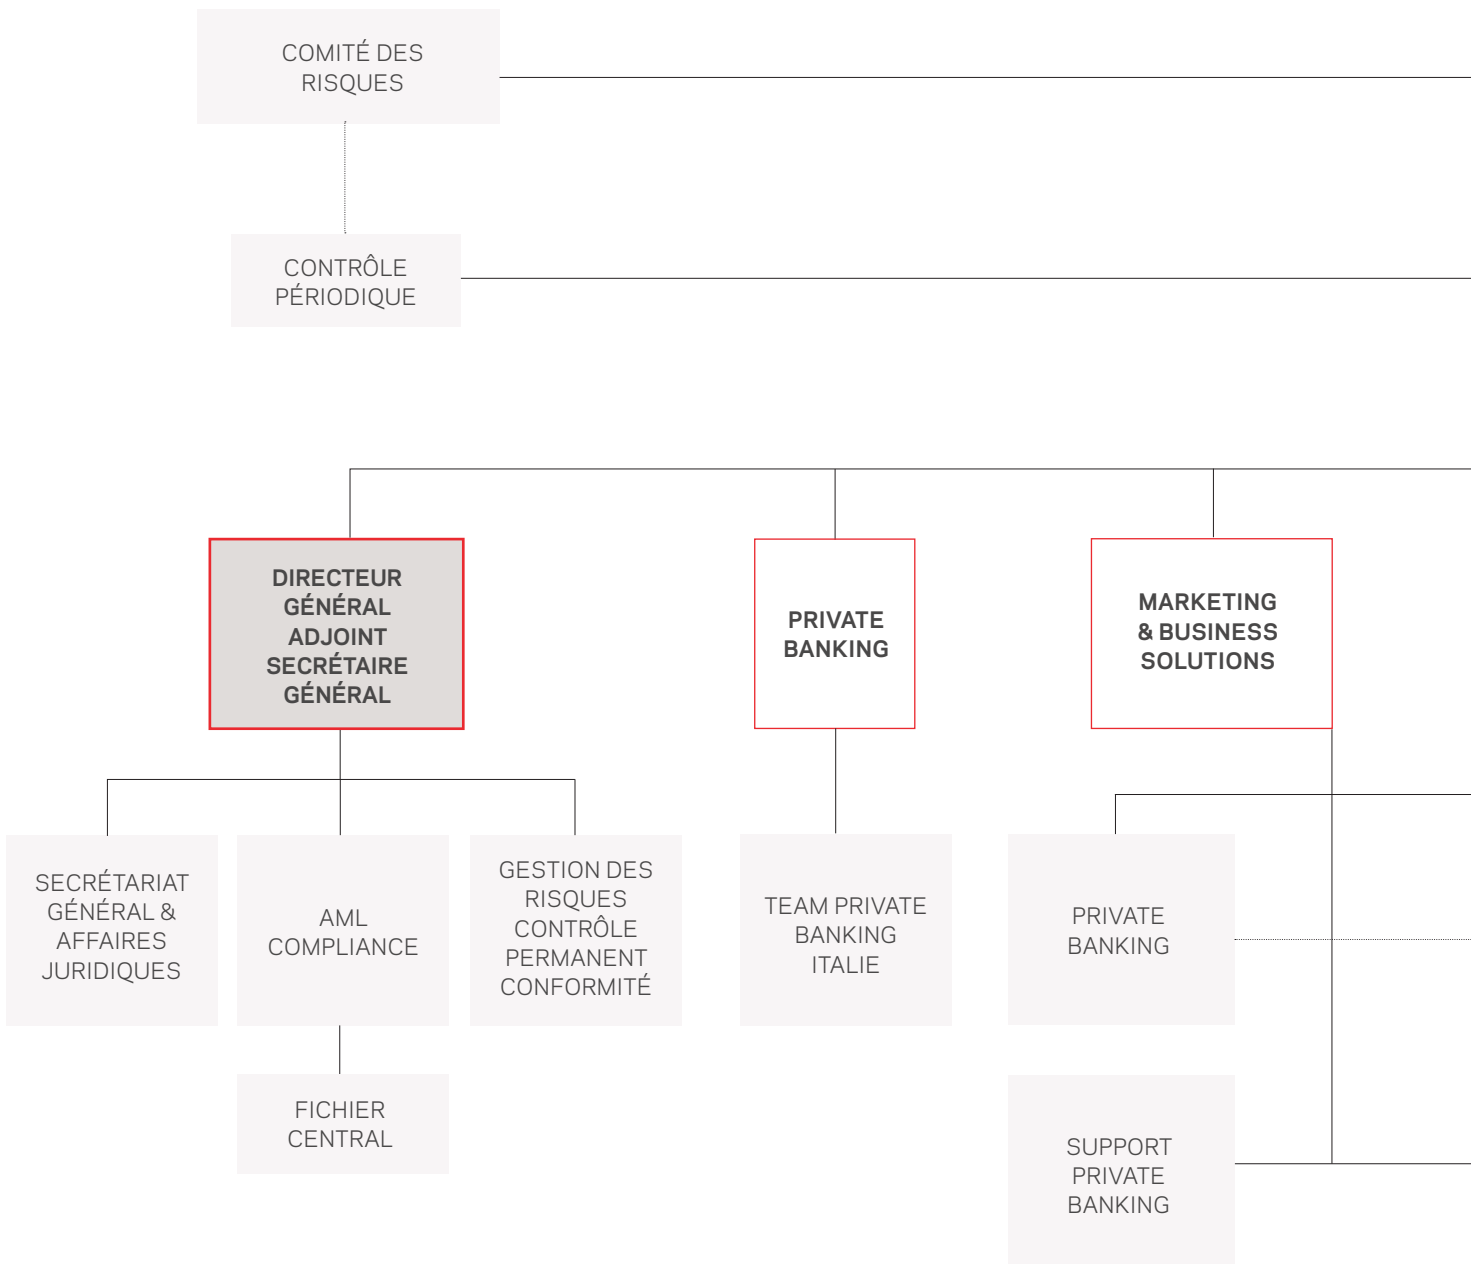 COMITÉ DES
RISQUES
CONTRÔLE
PÉRIODIQUE
DIRECTEUR
GÉNÉRAL
ADJOINT
SECRÉTAIRE
GÉNÉRAL
PRIVATE
BANKING
MARKETING
& BUSINESS
SOLUTIONS
SECRÉTARIAT
GÉNÉRAL &
AFFAIRES
JURIDIQUES
AML
COMPLIANCE
GESTION DES
RISQUES
CONTRÔLE
PERMANENT
CONFORMITÉ
TEAM PRIVATE
BANKING
ITALIE
PRIVATE
BANKING
FICHIER
CENTRAL
SUPPORT
PRIVATE
BANKING